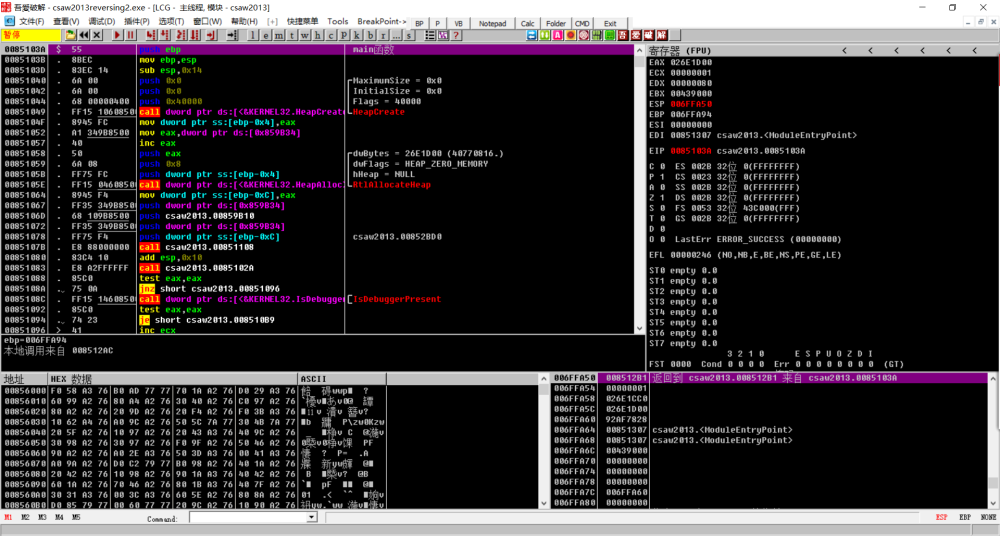 吾爱破解 - csaw2013reversing2.exe - [LCG - 主线程, 模块 - csaw2013]
文件(F) 查看(V) 调试(D) 插件(P) 选项(T) 窗口(W) 帮助(H) [+] 快捷菜单 Tools BreakPoint-> BP P VB Notepad Calc Folder CMD Exit
暂停 l e m t w h c P k b r ... s 吾 爱 破 解
0085103A $ 55 push ebp main函数
0085103B . 8BEC mov ebp,esp
0085103D . 83EC 14 sub esp,0x14
00851040 . 6A 00 push 0x0 MaximumSize = 0x0
00851042 . 6A 00 push 0x0 InitialSize = 0x0
00851044 . 68 00000400 push 0x40000 Flags = 40000
00851049 . FF15 10608500 call dword ptr ds:[<&KERNEL32.HeapCreate HeapCreate
0085104F . 8945 FC mov dword ptr ss:[ebp-0x4],eax
00851052 . A1 349B8500 mov eax,dword ptr ds:[0x859B34]
00851057 . 40 inc eax
00851058 . 50 push eax dwBytes = 26E1D00 (40770816.)
00851059 . 6A 08 push 0x8 dwFlags = HEAP_ZERO_MEMORY
0085105B . FF75 FC push dword ptr ss:[ebp-0x4] hHeap = NULL
0085105E . FF15 04608500 call dword ptr ds:[<&KERNEL32.HeapAlloc RtlAllocateHeap
00851064 . 8945 F4 mov dword ptr ss:[ebp-0xC],eax
00851067 . FF35 349B8500 push dword ptr ds:[0x859B34]
0085106D . 68 109B8500 push csaw2013.00859B10
00851072 . FF35 349B8500 push dword ptr ds:[0x859B34]
00851078 . FF75 F4 push dword ptr ss:[ebp-0xC] csaw2013.00852BD0
0085107B . E8 88000000 call csaw2013.00851108
00851080 . 83C4 10 add esp,0x10
00851083 . E8 A2FFFFFF call csaw2013.0085102A
00851088 . 85C0 test eax,eax
0085108A . 75 0A jnz short csaw2013.00851096
0085108C . FF15 14608500 call dword ptr ds:[<&KERNEL32.IsDebugger IsDebuggerPresent
00851092 . 85C0 test eax,eax
00851094 . 74 23 je short csaw2013.008510B9
00851096 > 41 inc ecx
ebp=006FFA94
本地调用来自 008512AC
寄存器 (FPU) < < < < < <
EAX 026E1D00
ECX 00000001
EDX 00000000
EBX 00439000
ESP 006FFA50
EBP 006FFA94
ESI 00000000
EDI 00851307 csaw2013.<ModuleEntryPoint>
EIP 0085103A csaw2013.0085103A
C 0 ES 002B 32位 0(FFFFFFFF)
P 1 CS 0023 32位 0(FFFFFFFF)
A 0 SS 002B 32位 0(FFFFFFFF)
Z 1 DS 002B 32位 0(FFFFFFFF)
S 0 FS 0053 32位 43C000(FFF)
T 0 GS 002B 32位 0(FFFFFFFF)
D 0
O 0 LastErr ERROR_SUCCESS (00000000)
EFL 00000246 (NO,NB,E,BE,NS,PE,GE,LE)
ST0 empty 0.0
ST1 empty 0.0
ST2 empty 0.0
ST3 empty 0.0
ST4 empty 0.0
ST5 empty 0.0
ST6 empty 0.0
ST7 empty 0.0
3 2 1 0 E S P U O Z D I
FST 0000 Cond 0 0 0 0 Err 0 0 0 0 0 0 0 0 (GT)
地址 HEX 数据 ASCII
00856000 F0 58 A3 76 B0 AD 77 77 70 1A A2 76 D0 29 A3 76
00856010 60 99 A2 76 80 A4 A2 76 30 40 A2 76 C0 97 A2 76
00856020 80 A2 A2 76 20 9D A2 76 20 F4 A2 76 F0 3B A3 76
00856030 10 62 A4 76 A0 9C A2 76 50 5C 7A 77 30 4B 7A 77
00856040 20 5F A2 76 10 97 A2 76 20 43 A3 76 40 9C A2 76
00856050 30 98 A2 76 30 97 A2 76 F0 9F A2 76 50 46 A2 76
00856060 90 A2 A2 76 A0 2E A3 76 50 3D A3 76 00 41 A3 76
00856070 A0 9A A2 76 D0 C2 79 77 B0 98 A2 76 40 1A A2 76
00856080 20 42 A2 76 10 98 A2 76 90 1A A3 76 40 42 A2 76
00856090 60 1A A2 76 70 46 A2 76 80 1B A3 76 40 7F A2 76
008560A0 30 31 A3 76 00 3C A3 76 60 5E A2 76 80 8A A2 76
008560B0 D0 85 79 77 00 60 77 77 20 9C A2 76 10 90 A2 76
006FFA50 008512B1 返回到 csaw2013.008512B1 来自 csaw2013.0085103A
006FFA54 00000001
006FFA58 026E1CC0
006FFA5C 026E1D00
006FFA60 92AF7828
006FFA64 00851307 csaw2013.<ModuleEntryPoint>
006FFA68 00851307 csaw2013.<ModuleEntryPoint>
006FFA6C 00439000
006FFA70 00000000
006FFA74 00000000
006FFA78 00000000
006FFA7C 006FFA60
006FFA80 00000000
M1 M2 M3 M4 M5 Command: ESP EBP NONE